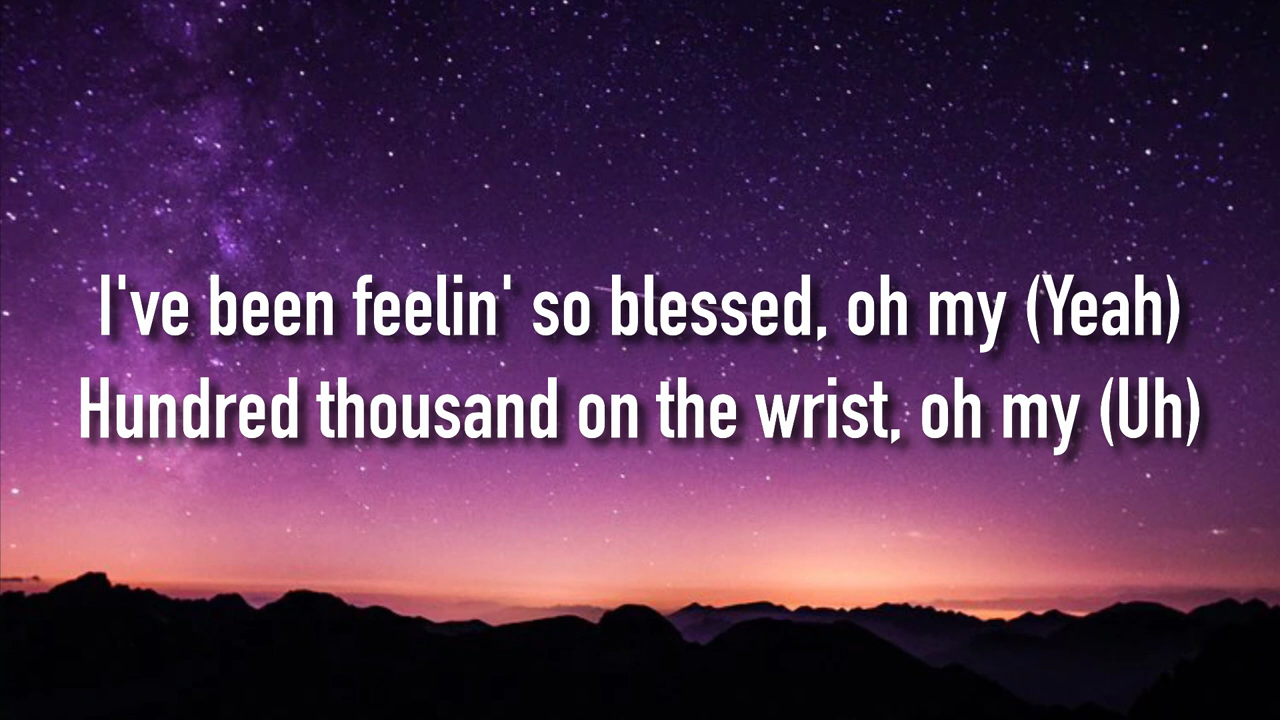 I've been feelin' so blessed, oh my (Yeah)
Hundred thousand on the wrist, oh my (Uh)